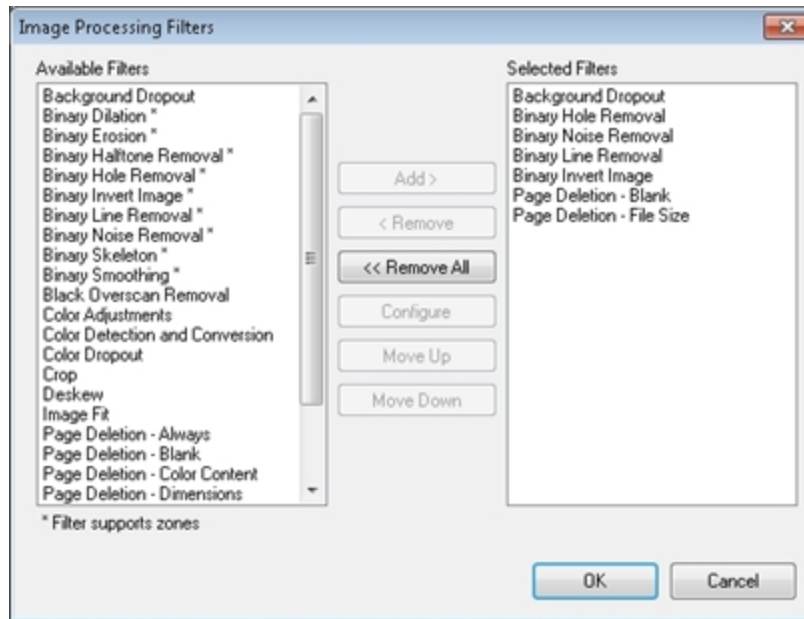 Image Processing Filters
Available Filters
Background Dropout
Binary Dilation *
Binary Erosion *
Binary Halftone Removal *
Binary Hole Removal *
Binary Invert Image *
Binary Line Removal *
Binary Noise Removal *
Binary Skeleton *
Binary Smoothing *
Black Overscan Removal
Color Adjustments
Color Detection and Conversion
Color Dropout
Crop
Deskew
Image Fit
Page Deletion - Always
Page Deletion - Blank
Page Deletion - Color Content
Page Deletion - Dimensions
* Filter supports zones
Add >
< Remove
<< Remove All
Configure
Move Up
Move Down
Selected Filters
Background Dropout
Binary Hole Removal
Binary Noise Removal
Binary Line Removal
Binary Invert Image
Page Deletion - Blank
Page Deletion - File Size
OK
Cancel